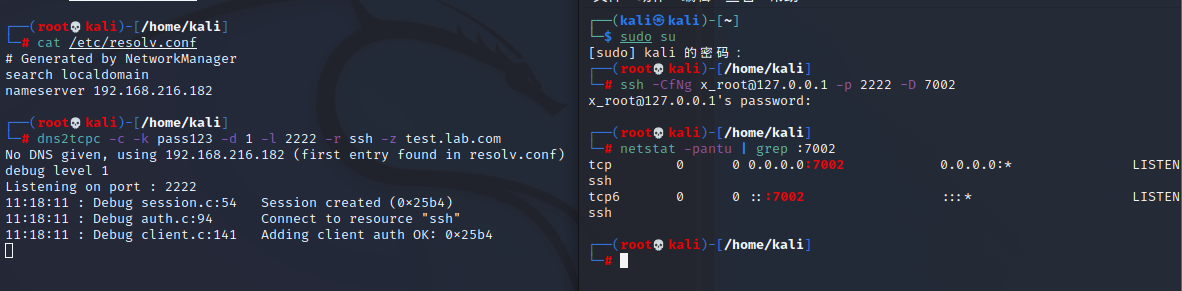 ┌──(root💀kali)-[/home/kali]
└─# cat /etc/resolv.conf
# Generated by NetworkManager
search localdomain
nameserver 192.168.216.182
┌──(root💀kali)-[/home/kali]
└─# dns2tcpc -c -k pass123 -d 1 -l 2222 -r ssh -z test.lab.com
No DNS given, using 192.168.216.182 (first entry found in resolv.conf)
debug level 1
Listening on port : 2222
11:18:11 : Debug session.c:54   Session created (0×25b4)
11:18:11 : Debug auth.c:94      Connect to resource "ssh"
11:18:11 : Debug client.c:141   Adding client auth OK: 0×25b4
┌──(kali㉿kali)-[~]
└─$ sudo su
[sudo] kali 的密码：
┌──(root💀kali)-[/home/kali]
└─# ssh -CfNg x_root@127.0.0.1 -p 2222 -D 7002
x_root@127.0.0.1's password:
┌──(root💀kali)-[/home/kali]
└─# netstat -pantu | grep :7002
tcp        0      0 0.0.0.0:7002            0.0.0.0:*               LISTEN
ssh
tcp6       0      0 :::7002                 :::*                    LISTEN
ssh
┌──(root💀kali)-[/home/kali]
└─#